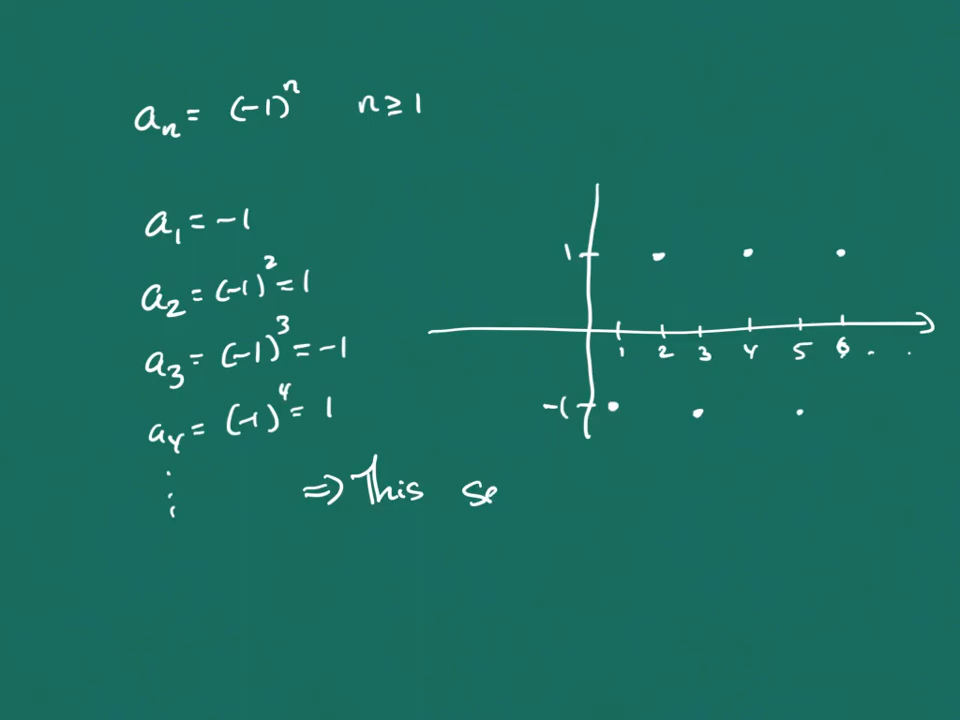 aₙ = (-1)ⁿ n ≥ 1
a₁ = -1
a₂ = (-1)² = 1
a₃ = (-1)³ = -1
a₄ = (-1)⁴ = 1
⋮
⇒ This se
1
1 2 3 4 5 6 . .
-1